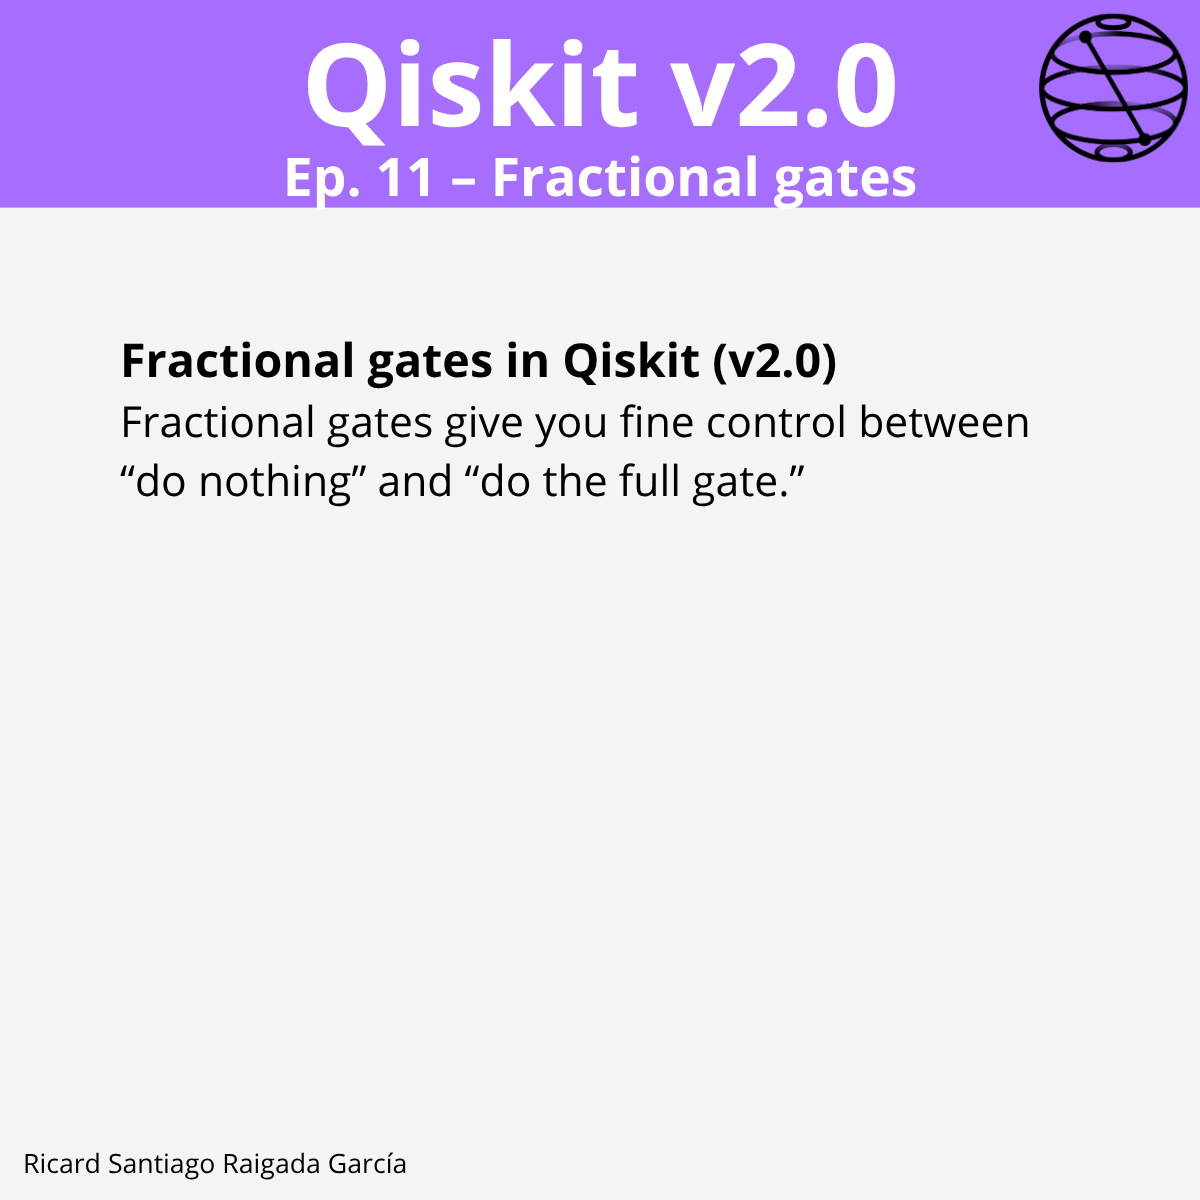 Qiskit v2.0
Ep. 11 – Fractional gates
Fractional gates in Qiskit (v2.0)
Fractional gates give you fine control between
“do nothing” and “do the full gate.”
Ricard Santiago Raigada García